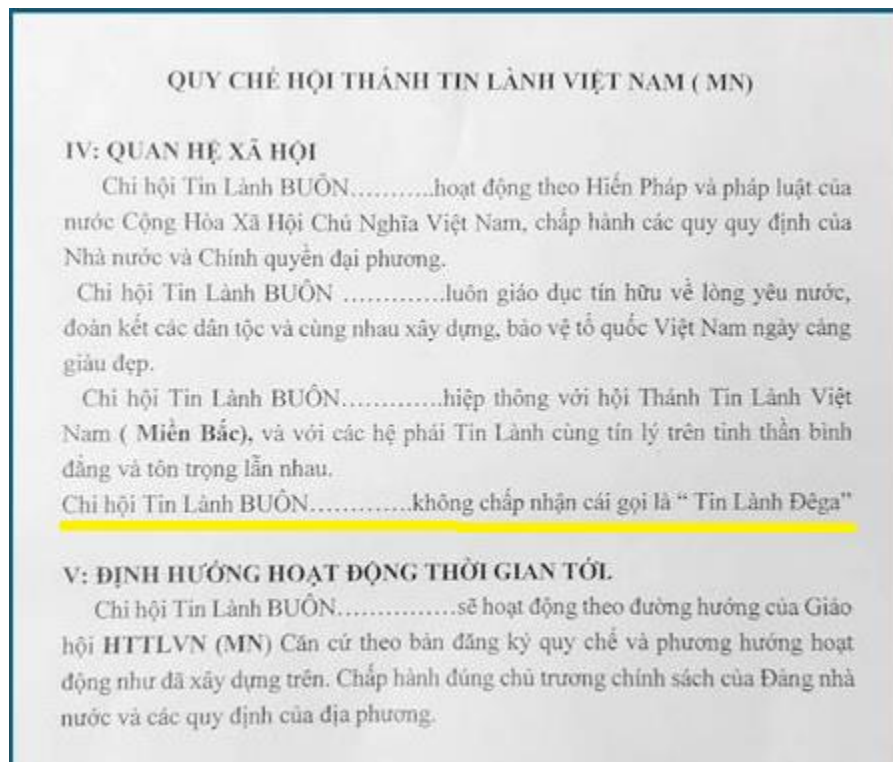 QUY CHẾ HỘI THÁNH TIN LÀNH VIỆT NAM ( MN)
IV: QUAN HỆ XÃ HỘI
Chi hội Tin Lành BUÔN………..hoạt động theo Hiến Pháp và pháp luật của
nước Cộng Hòa Xã Hội Chủ Nghĩa Việt Nam, chấp hành các quy quy định của
Nhà nước và Chính quyền đại phương.
Chi hội Tin Lành BUÔN ………….luôn giáo dục tín hữu về lòng yêu nước,
đoàn kết các dân tộc và cùng nhau xây dựng, bảo vệ tổ quốc Việt Nam ngày càng
giàu đẹp.
Chi hội Tin Lành BUÔN………….hiệp thông với hội Thánh Tin Lành Việt
Nam ( Miền Bắc), và với các hệ phái Tin Lành cùng tín lý trên tinh thần bình
đẳng và tôn trọng lẫn nhau.
Chi hội Tin Lành BUÔN………….không chấp nhận cái gọi là “ Tin Lành Đêga”
V: ĐỊNH HƯỚNG HOẠT ĐỘNG THỜI GIAN TỚI.
Chi hội Tin Lành BUÔN……………sẽ hoạt động theo đường hướng của Giáo
hội HTTLVN (MN) Căn cứ theo bản đăng ký quy chế và phương hướng hoạt
động như đã xây dựng trên. Chấp hành đúng chủ trương chính sách của Đảng nhà
nước và các quy định của địa phương.